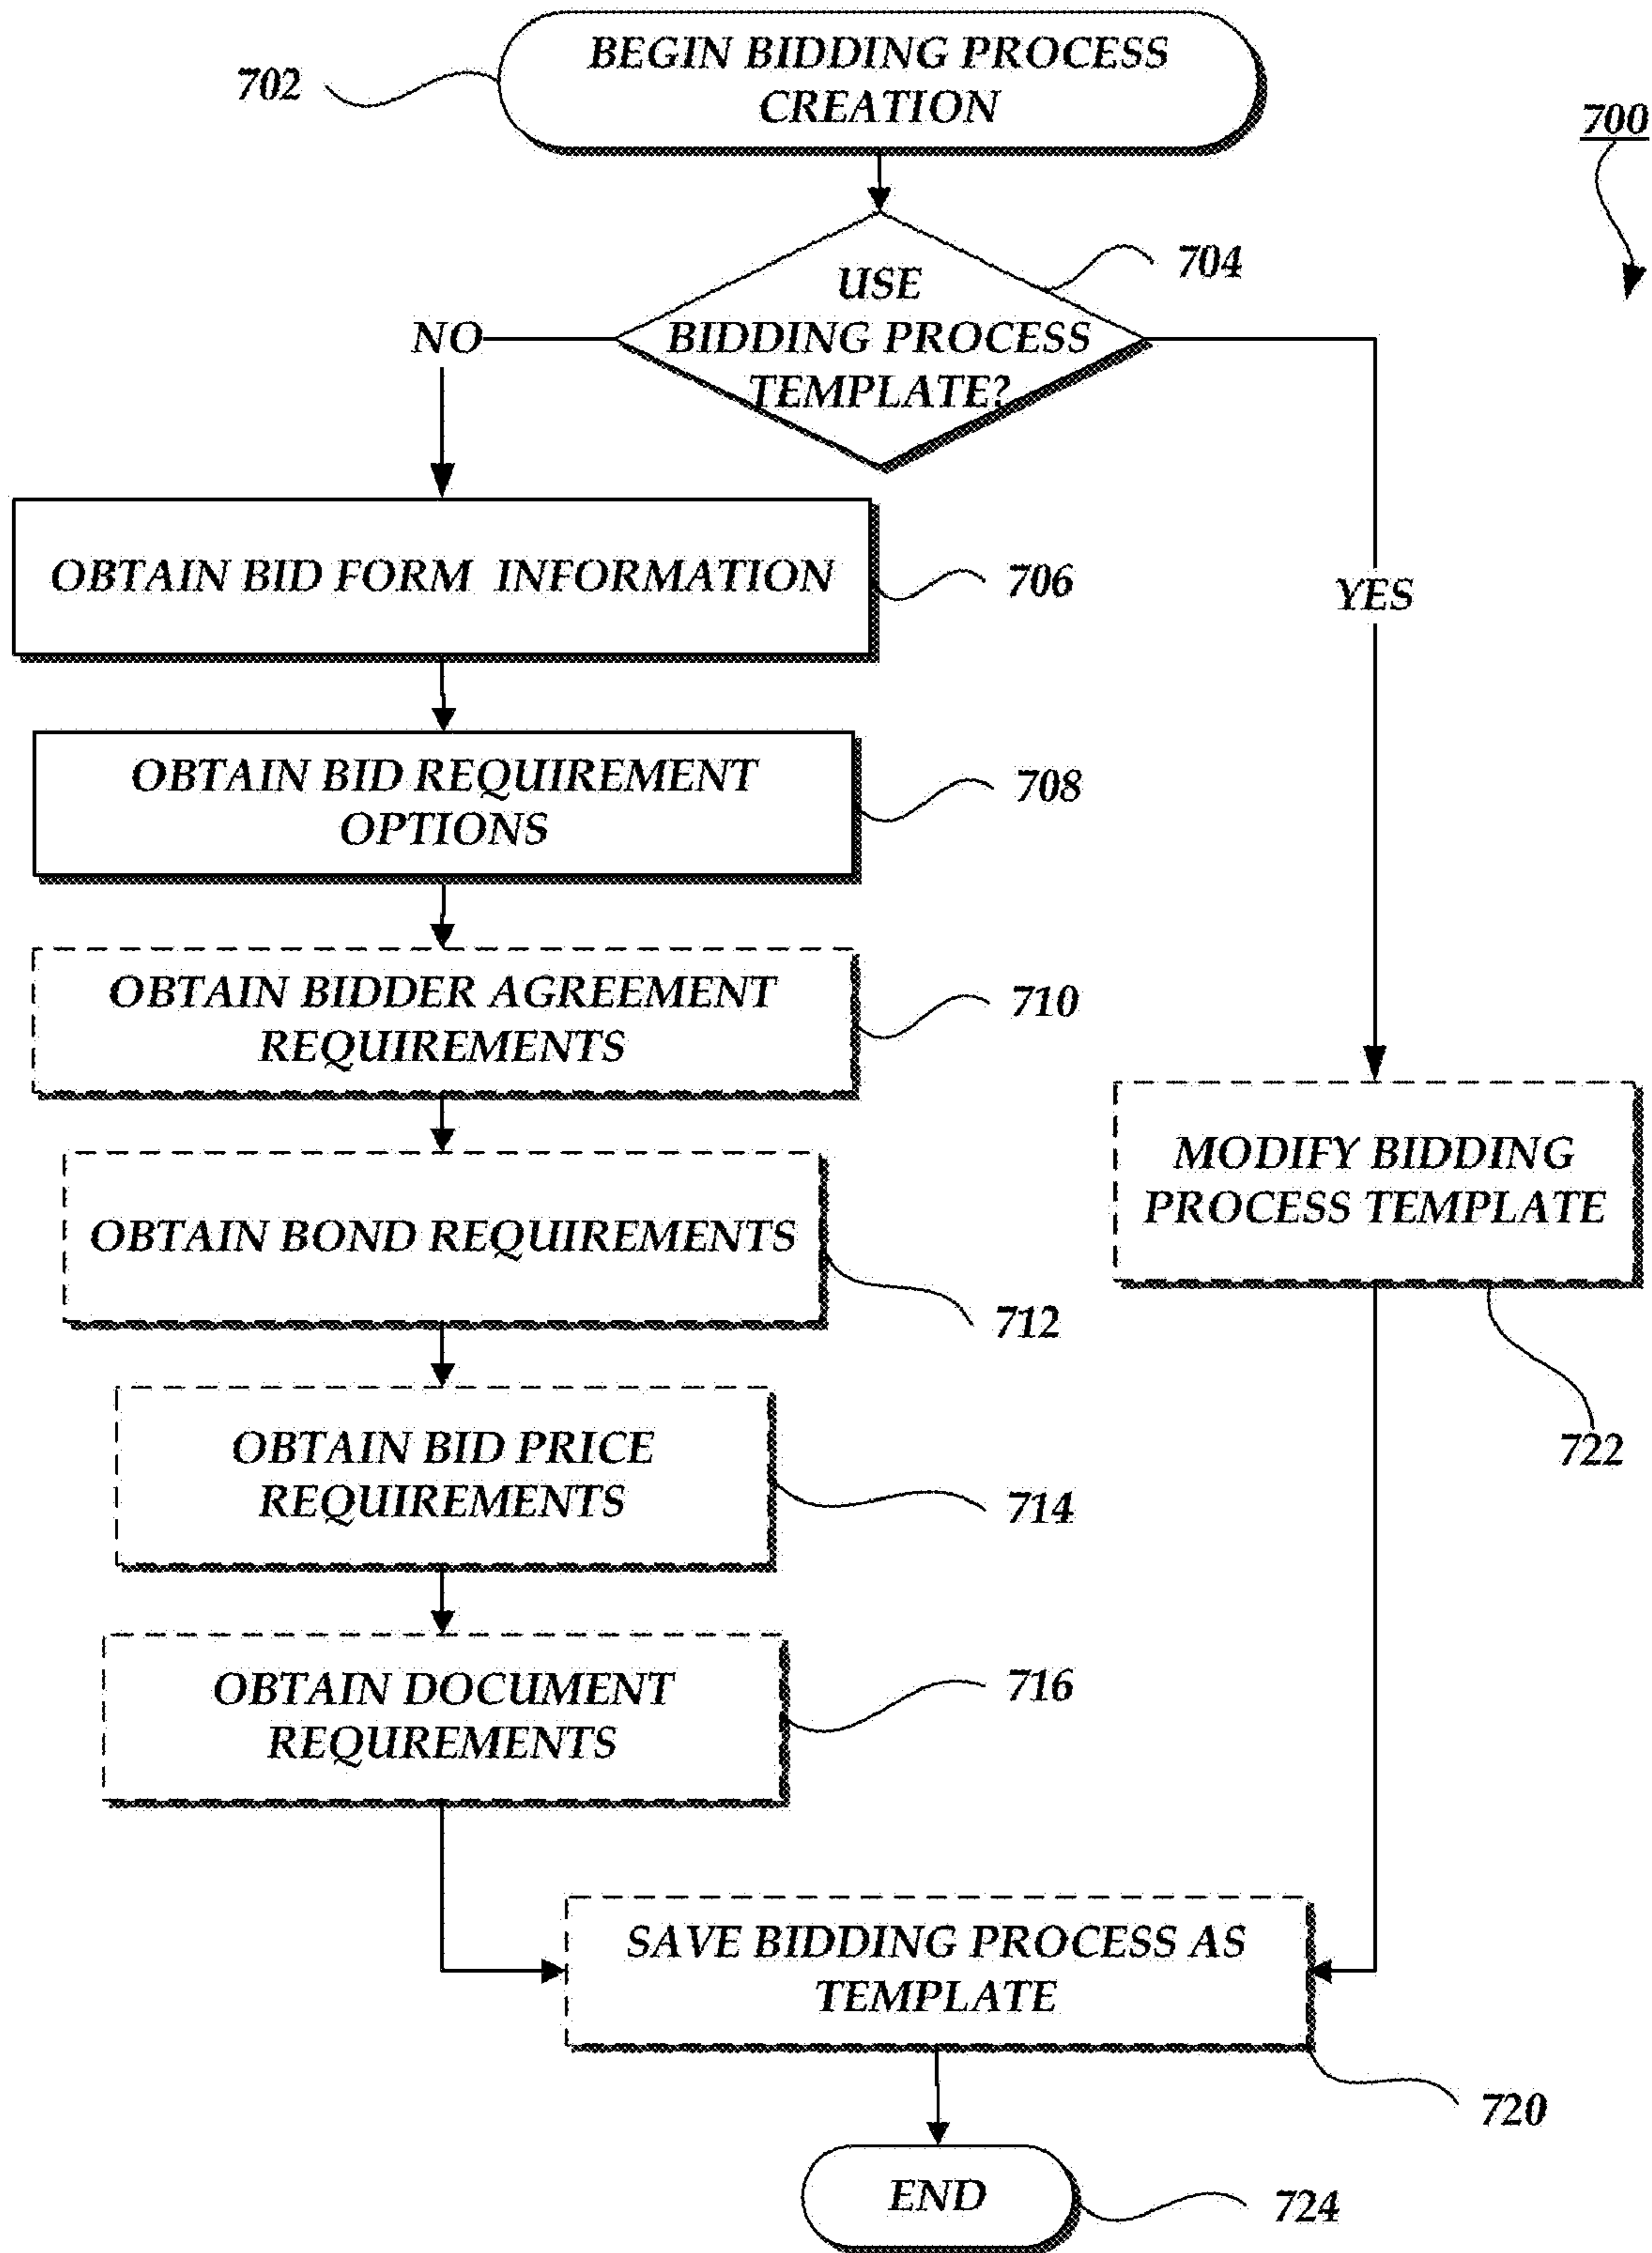 BEGIN BIDDING PROCESS
CREATION
702
700
704
USE
BIDDING PROCESS
TEMPLATE?
NO
YES
OBTAIN BID FORM INFORMATION
706
OBTAIN BID REQUIREMENT
OPTIONS
708
OBTAIN BIDDER AGREEMENT
REQUIREMENTS
710
OBTAIN BOND REQUIREMENTS
712
MODIFY BIDDING
PROCESS TEMPLATE
722
OBTAIN BID PRICE
REQUIREMENTS
714
OBTAIN DOCUMENT
REQUREMENTS
716
SAVE BIDDING PROCESS AS
TEMPLATE
720
END
724